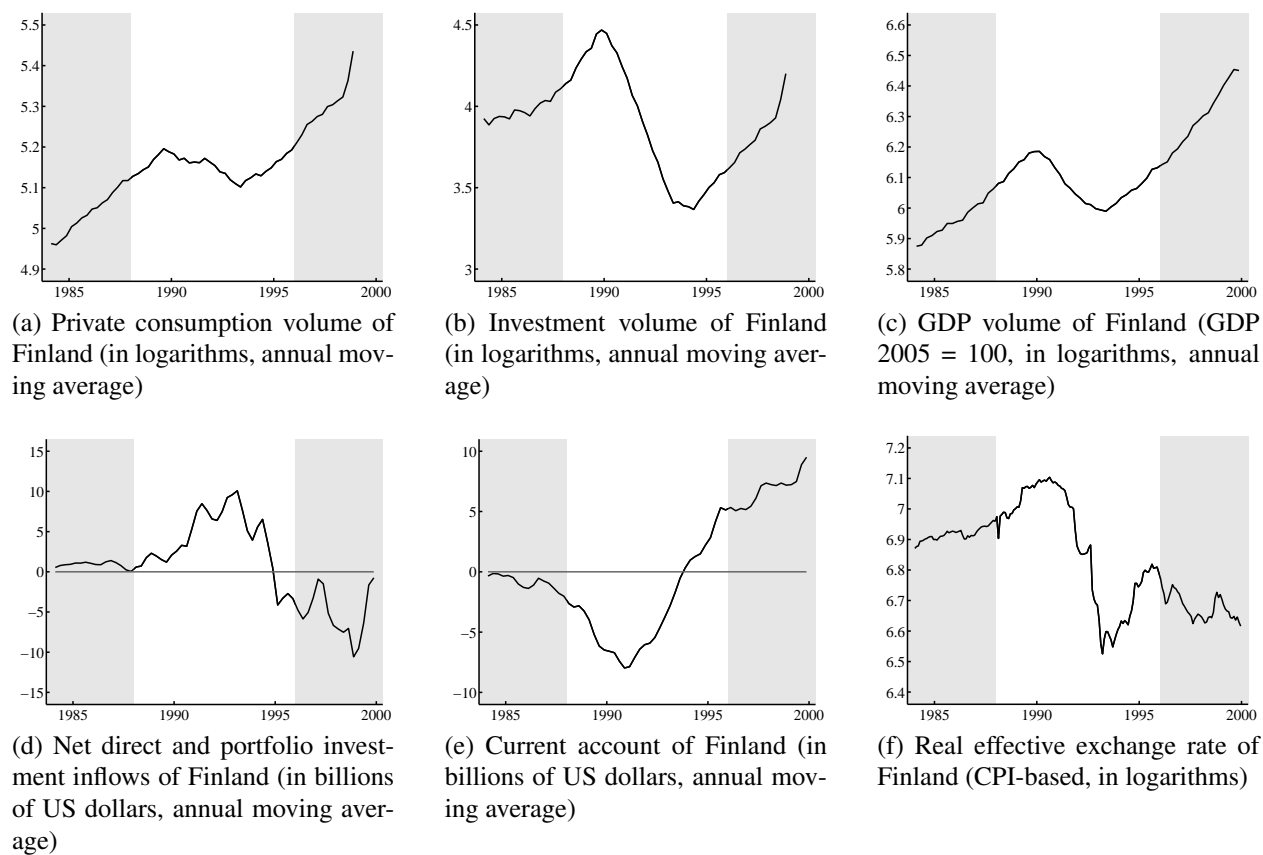 5.5
5.4
5.3
5.2
5.1
5
4.9
1985 1990 1995 2000
(a) Private consumption volume of
Finland (in logarithms, annual mov-
ing average)
4.5
4
3.5
3
1985 1990 1995 2000
(b) Investment volume of Finland
(in logarithms, annual moving aver-
age)
6.6
6.5
6.4
6.3
6.2
6.1
6
5.9
5.8
1985 1990 1995 2000
(c) GDP volume of Finland (GDP
2005 = 100, in logarithms, annual
moving average)
15
10
5
0
−5
−10
−15
1985 1990 1995 2000
(d) Net direct and portfolio invest-
ment inflows of Finland (in billions
of US dollars, annual moving aver-
age)
10
5
0
−5
−10
1985 1990 1995 2000
(e) Current account of Finland (in
billions of US dollars, annual mov-
ing average)
7.2
7.1
7
6.9
6.8
6.7
6.6
6.5
6.4
1985 1990 1995 2000
(f) Real effective exchange rate of
Finland (CPI-based, in logarithms)